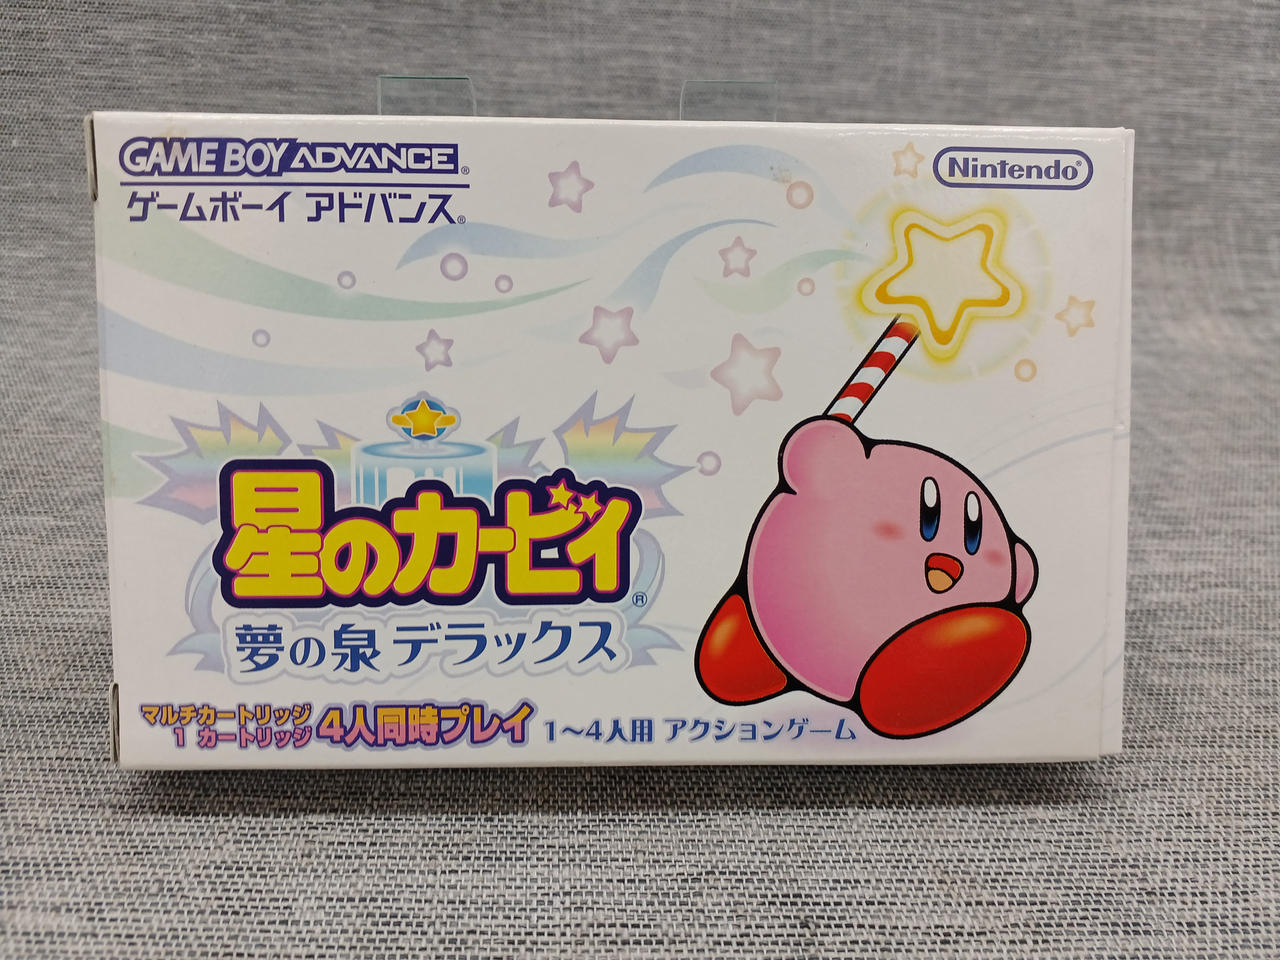 GAME BOY ADVANCE®
ゲームボーイ アドバンス®
Nintendo®
星のカービィ®
夢の泉 デラックス
マルチカートリッジ
1 カートリッジ
4人同時プレイ
1～4人用 アクションゲーム